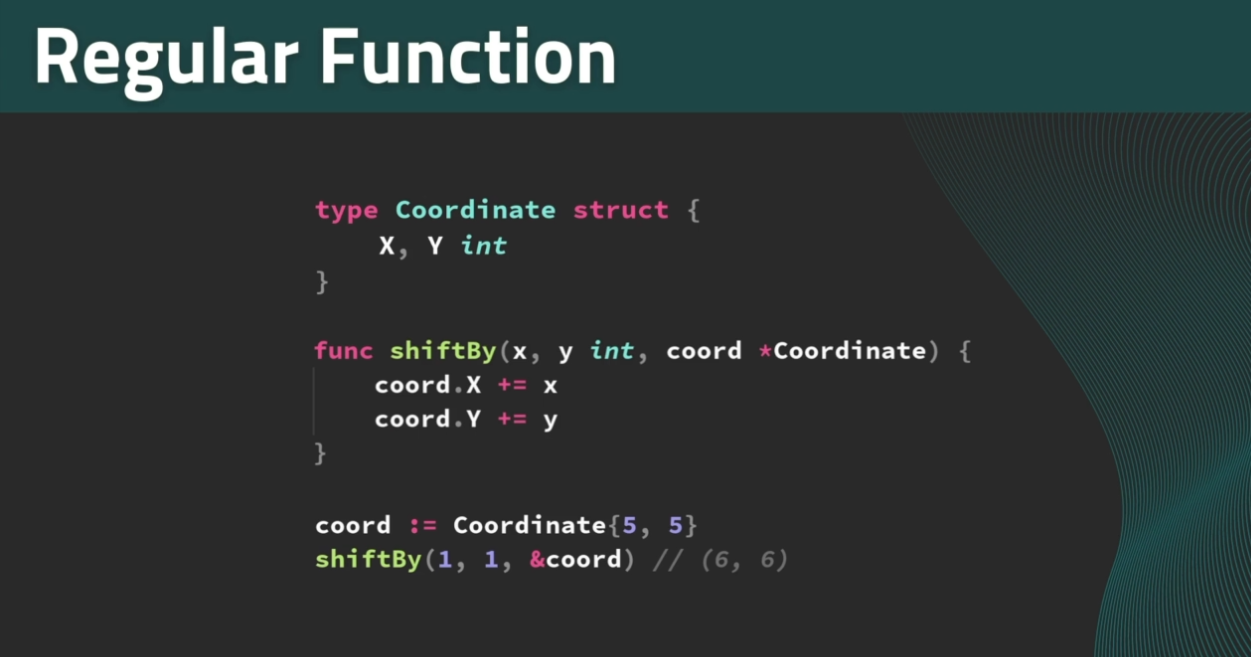 Regular Function
type Coordinate struct {
    X, Y int
}
func shiftBy(x, y int, coord *Coordinate) {
    coord.X += x
    coord.Y += y
}
coord := Coordinate{5, 5}
shiftBy(1, 1, &coord) // (6, 6)